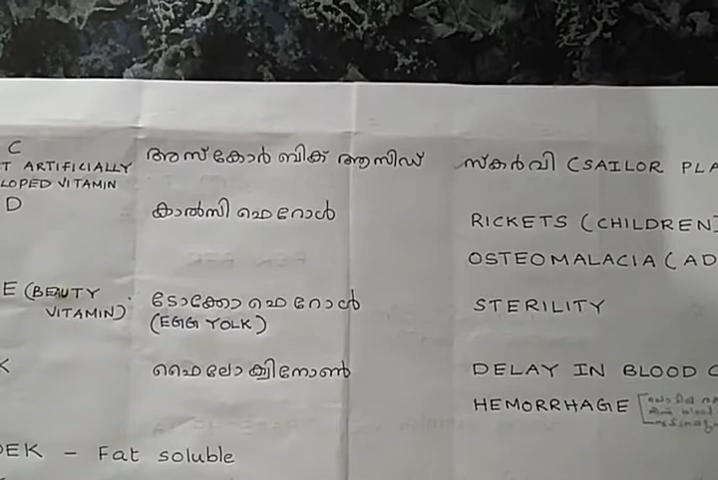 C അസ്കോർബിക് ആസിഡ് സ്കർവി (SAILOR PLA
T ARTIFICIALLY
LOPED VITAMIN
D കാൽസിഫെറോൾ RICKETS (CHILDREN)
OSTEOMALACIA (AD
E (BEAUTY VITAMIN) ടോക്കോഫെറോൾ STERILITY
(EGG YOLK)
K ഫൈലോക്വിനോൺ DELAY IN BLOOD C
HEMORRHAGE
DEK - Fat soluble